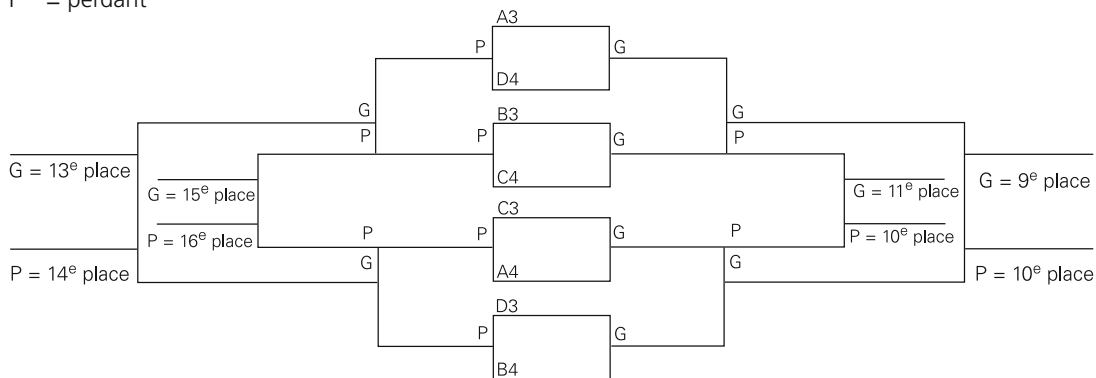 = perdant
A3
P
G
D4
G
P
B3
P
G
C4
G
P
G = 13e place
G = 15e place
P = 16e place
P = 14e place
G = 11e place
P = 10e place
G = 9e place
P = 10e place
C3
P
P
G
P
A4
G
G
D3
P
G
B4